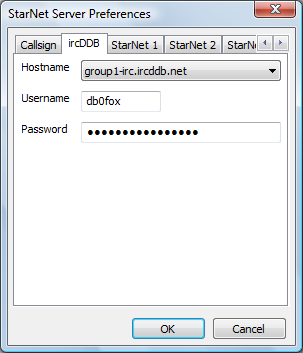 StarNet Server Preferences
Callsign ircDDB StarNet 1 StarNet 2 StarN
Hostname group1-irc.ircddb.net
Username db0fox
Password ••••••••••••••••
OK Cancel